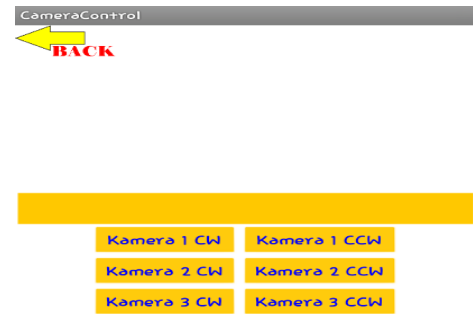 CameraControl
BACK
Kamera 1 CW Kamera 1 CCW
Kamera 2 CW Kamera 2 CCW
Kamera 3 CW Kamera 3 CCW